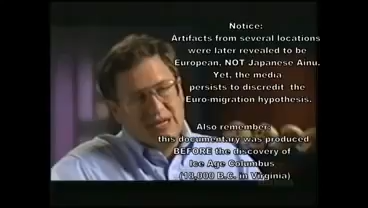 Notice:
Artifacts from several locations
were later revealed to be
European, NOT Japanese Ainu.
Yet, the media
persists to discredit the
Euro-migration hypothesis.
Also remember:
this documentary was produced
BEFORE the discovery of
Ice Age Columbus
(18,000 B.C. in Virginia)